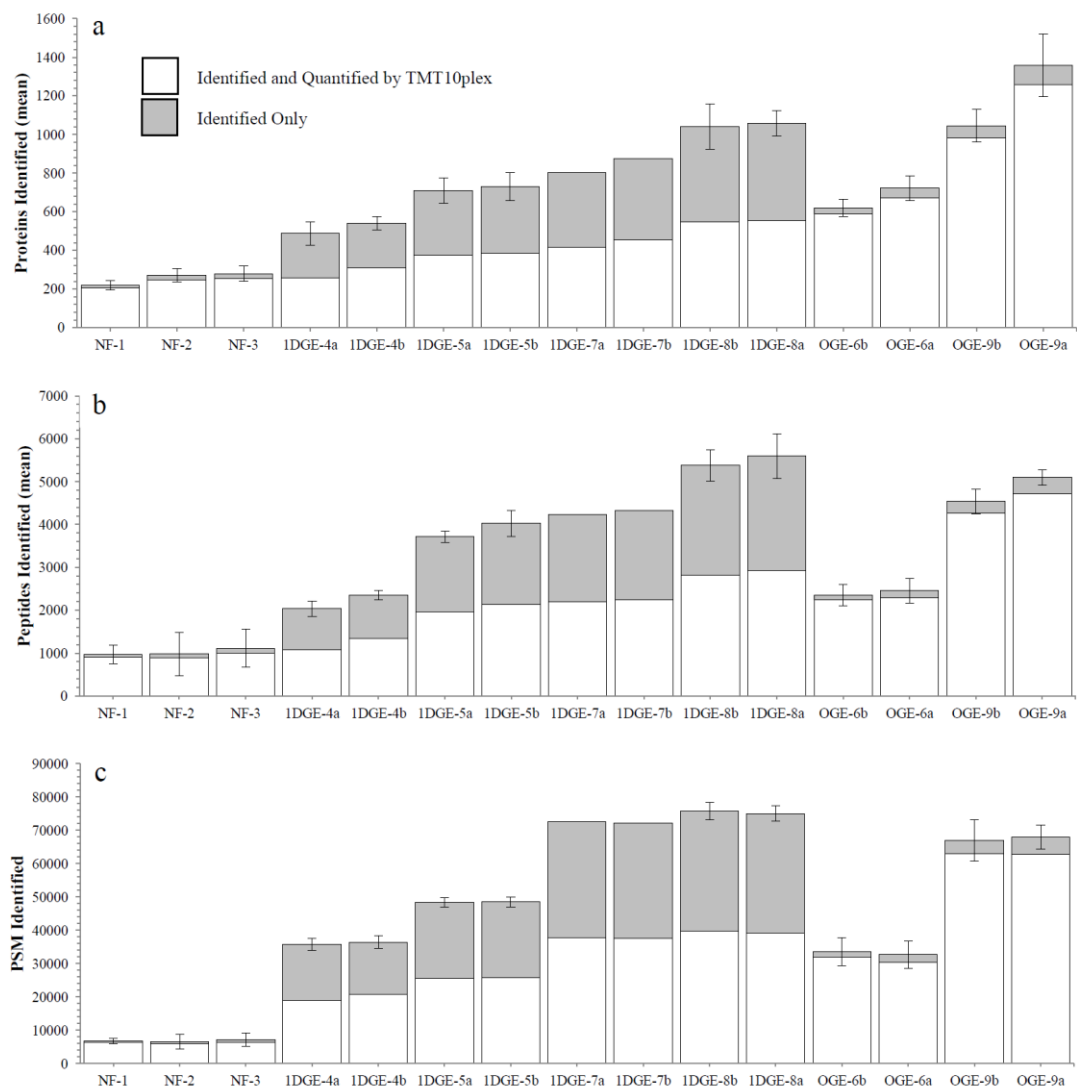 a
Identified and Quantified by TMT10plex
Identified Only
Proteins Identified (mean)
1600
1400
1200
1000
800
600
400
200
0
NF-1 NF-2 NF-3 1DGE-4a 1DGE-4b 1DGE-5a 1DGE-5b 1DGE-7a 1DGE-7b 1DGE-8b 1DGE-8a OGE-6b OGE-6a OGE-9b OGE-9a
b
Peptides Identified (mean)
7000
6000
5000
4000
3000
2000
1000
0
NF-1 NF-2 NF-3 1DGE-4a 1DGE-4b 1DGE-5a 1DGE-5b 1DGE-7a 1DGE-7b 1DGE-8b 1DGE-8a OGE-6b OGE-6a OGE-9b OGE-9a
c
PSM Identified
90000
80000
70000
60000
50000
40000
30000
20000
10000
0
NF-1 NF-2 NF-3 1DGE-4a 1DGE-4b 1DGE-5a 1DGE-5b 1DGE-7a 1DGE-7b 1DGE-8b 1DGE-8a OGE-6b OGE-6a OGE-9b OGE-9a